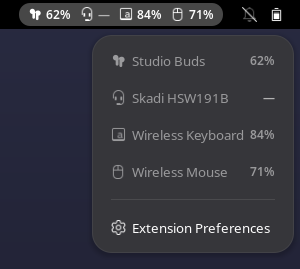 62% — 84% 71%
Studio Buds 62%
Skadi HSW191B —
Wireless Keyboard 84%
Wireless Mouse 71%
Extension Preferences